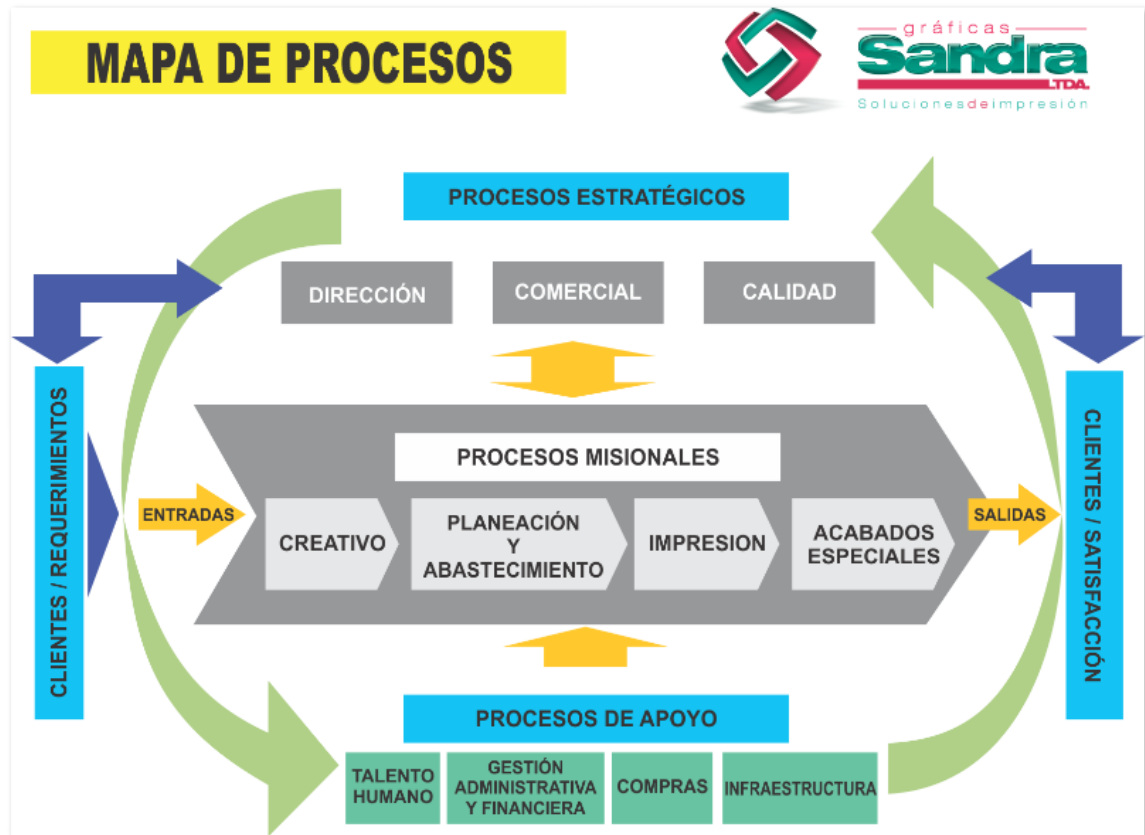 MAPA DE PROCESOS
gráficas
Sandra
LTDA.
Solucionesdeimpresión
PROCESOS ESTRATÉGICOS
DIRECCIÓN
COMERCIAL
CALIDAD
CLIENTES / REQUERIMIENTOS
ENTRADAS
PROCESOS MISIONALES
CREATIVO
PLANEACIÓN
Y
ABASTECIMIENTO
IMPRESION
ACABADOS
ESPECIALES
SALIDAS
CLIENTES / SATISFACCIÓN
PROCESOS DE APOYO
TALENTO
HUMANO
GESTIÓN
ADMINISTRATIVA
Y FINANCIERA
COMPRAS
INFRAESTRUCTURA